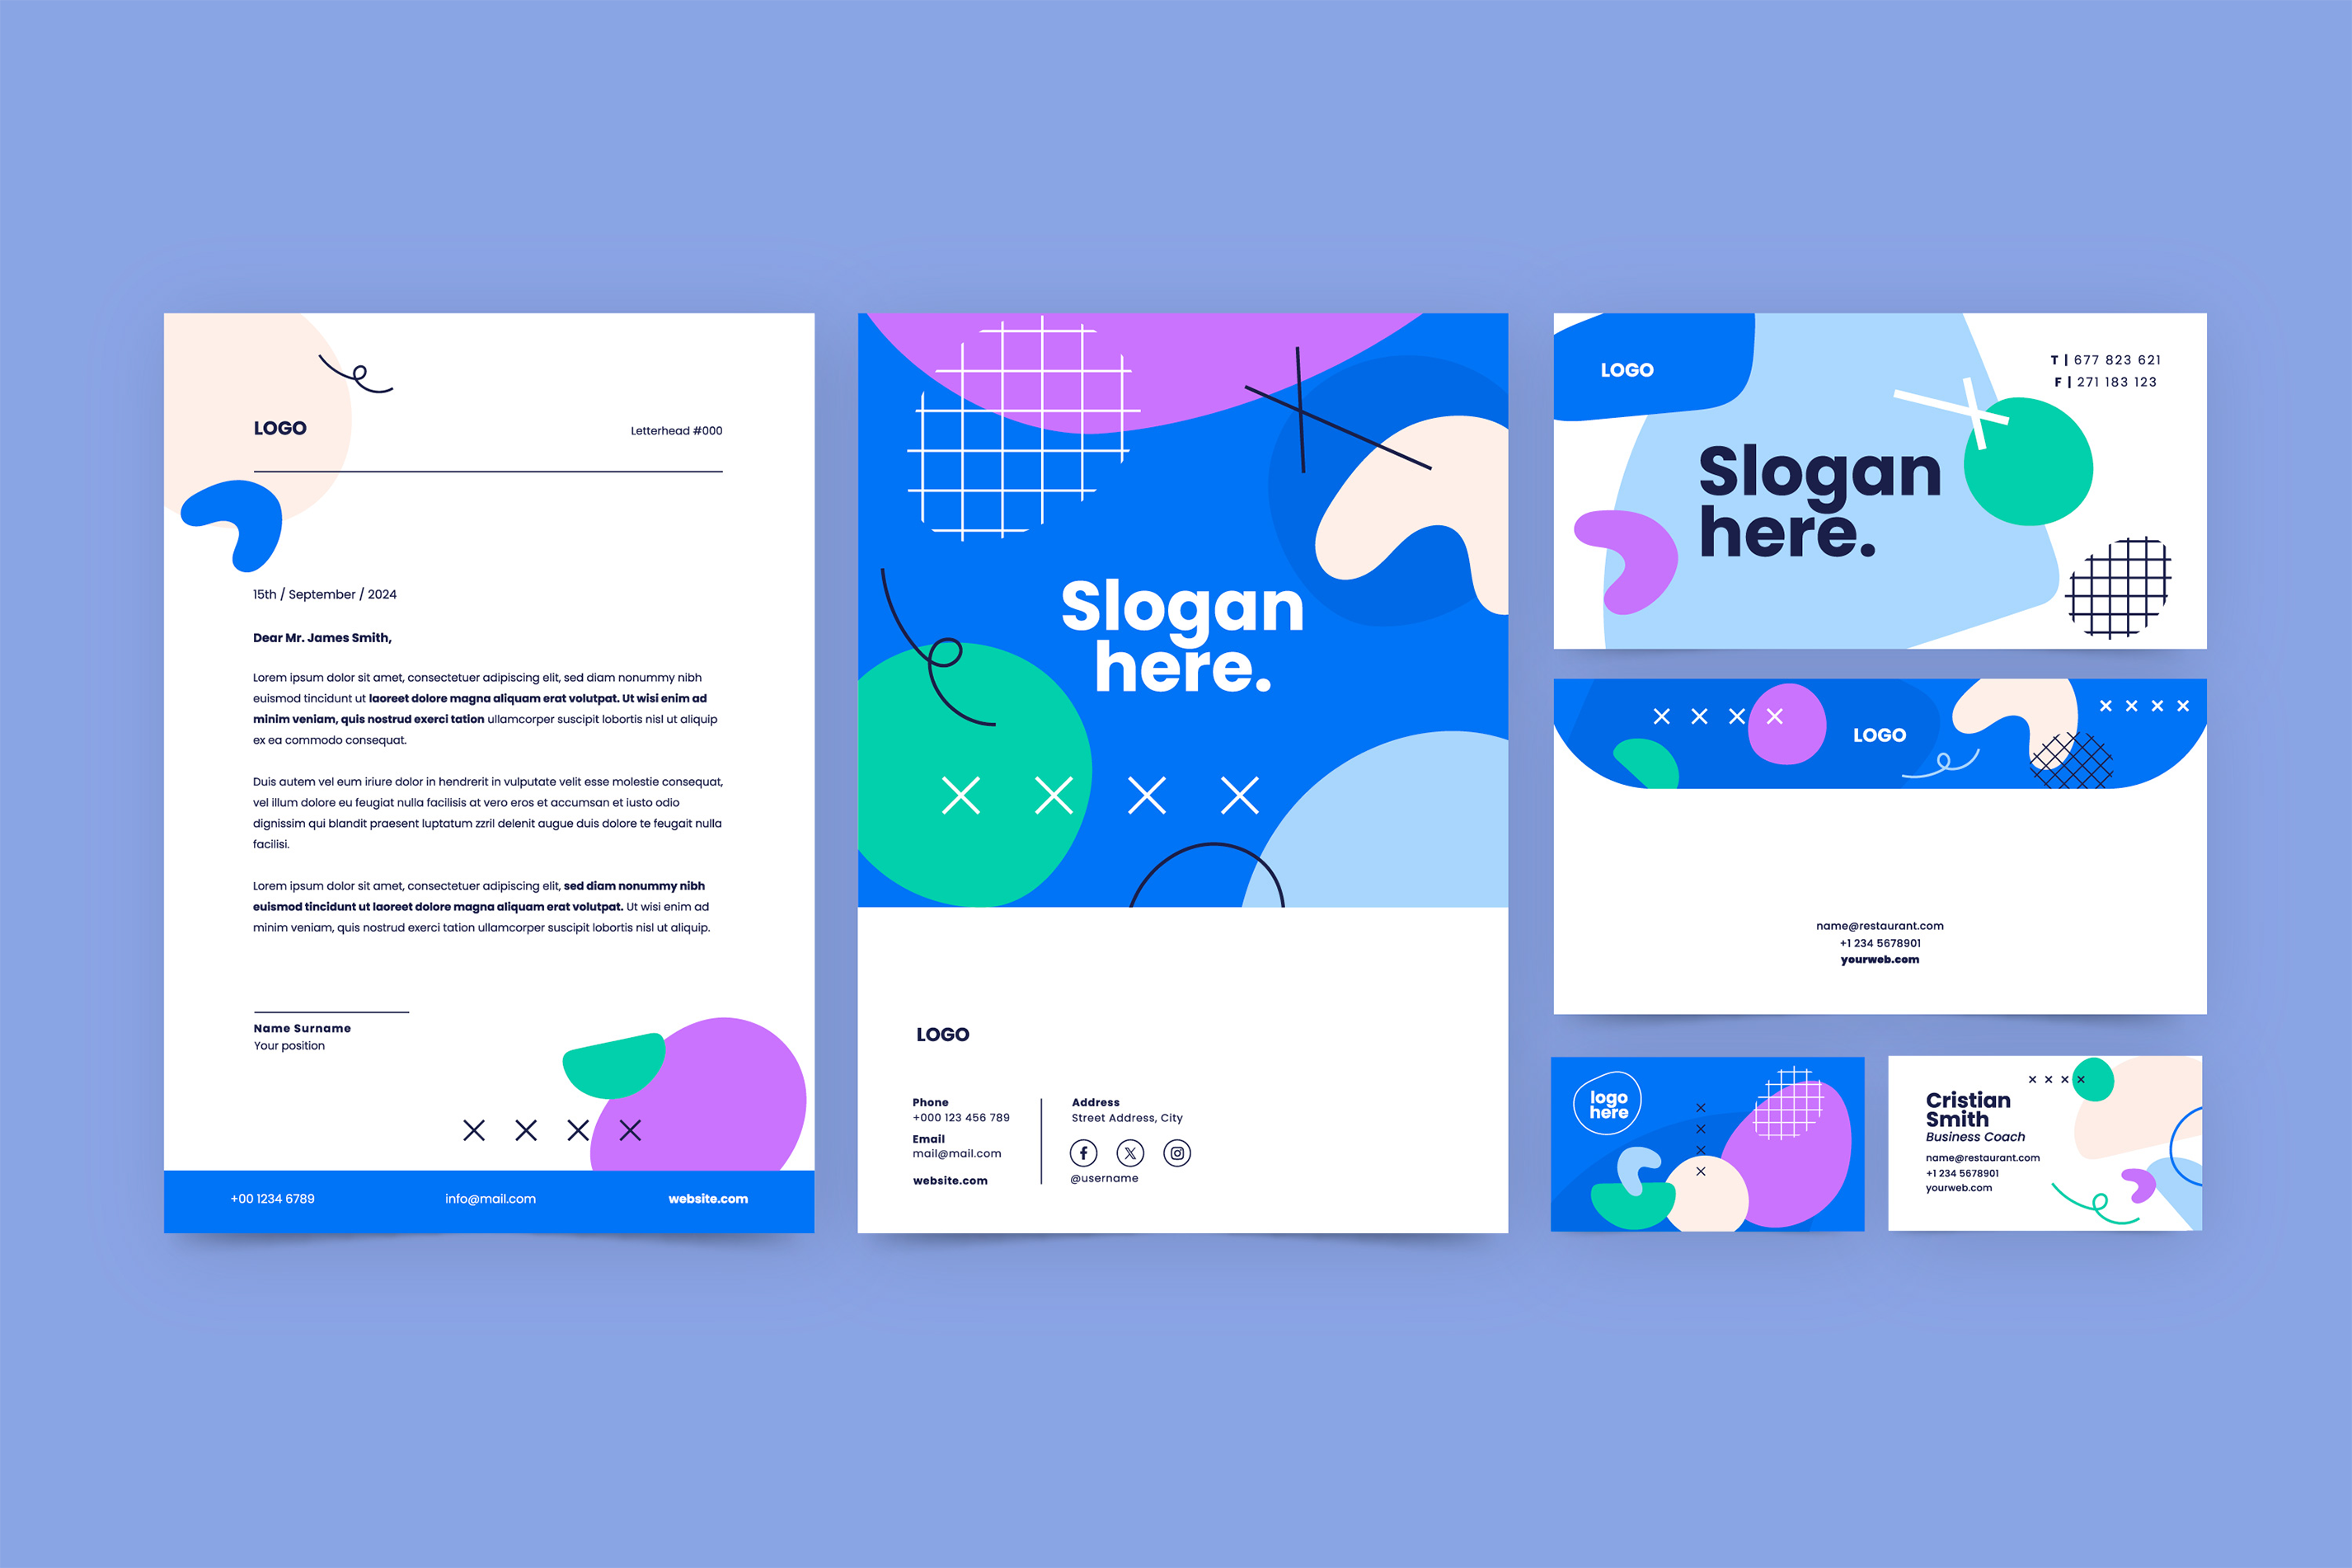 LOGO
Letterhead #000
15th / September / 2024
Dear Mr. James Smith,
Lorem ipsum dolor sit amet, consectetuer adipiscing elit, sed diam nonummy nibh
euismod tincidunt ut laoreet dolore magna aliquam erat volutpat. Ut wisi enim ad
minim veniam, quis nostrud exerci tation ullamcorper suscipit lobortis nisl ut aliquip
ex ea commodo consequat.
Duis autem vel eum iriure dolor in hendrerit in vulputate velit esse molestie consequat,
vel illum dolore eu feugiat nulla facilisis at vero eros et accumsan et iusto odio
dignissim qui blandit praesent luptatum zzril delenit augue duis dolore te feugait nulla
facilisi.
Lorem ipsum dolor sit amet, consectetuer adipiscing elit, sed diam nonummy nibh
euismod tincidunt ut laoreet dolore magna aliquam erat volutpat. Ut wisi enim ad
minim veniam, quis nostrud exerci tation ullamcorper suscipit lobortis nisl ut aliquip.
Name Surname
Your position
+00 1234 6789
info@mail.com
website.com
Slogan
here.
LOGO
Phone
+000 123 456 789
Email
mail@mail.com
website.com
Address
Street Address, City
@username
LOGO
T | 677 823 621
F | 271 183 123
Slogan
here.
LOGO
name@restaurant.com
+1 234 5678901
yourweb.com
logo
here
Cristian
Smith
Business Coach
name@restaurant.com
+1 234 5678901
yourweb.com